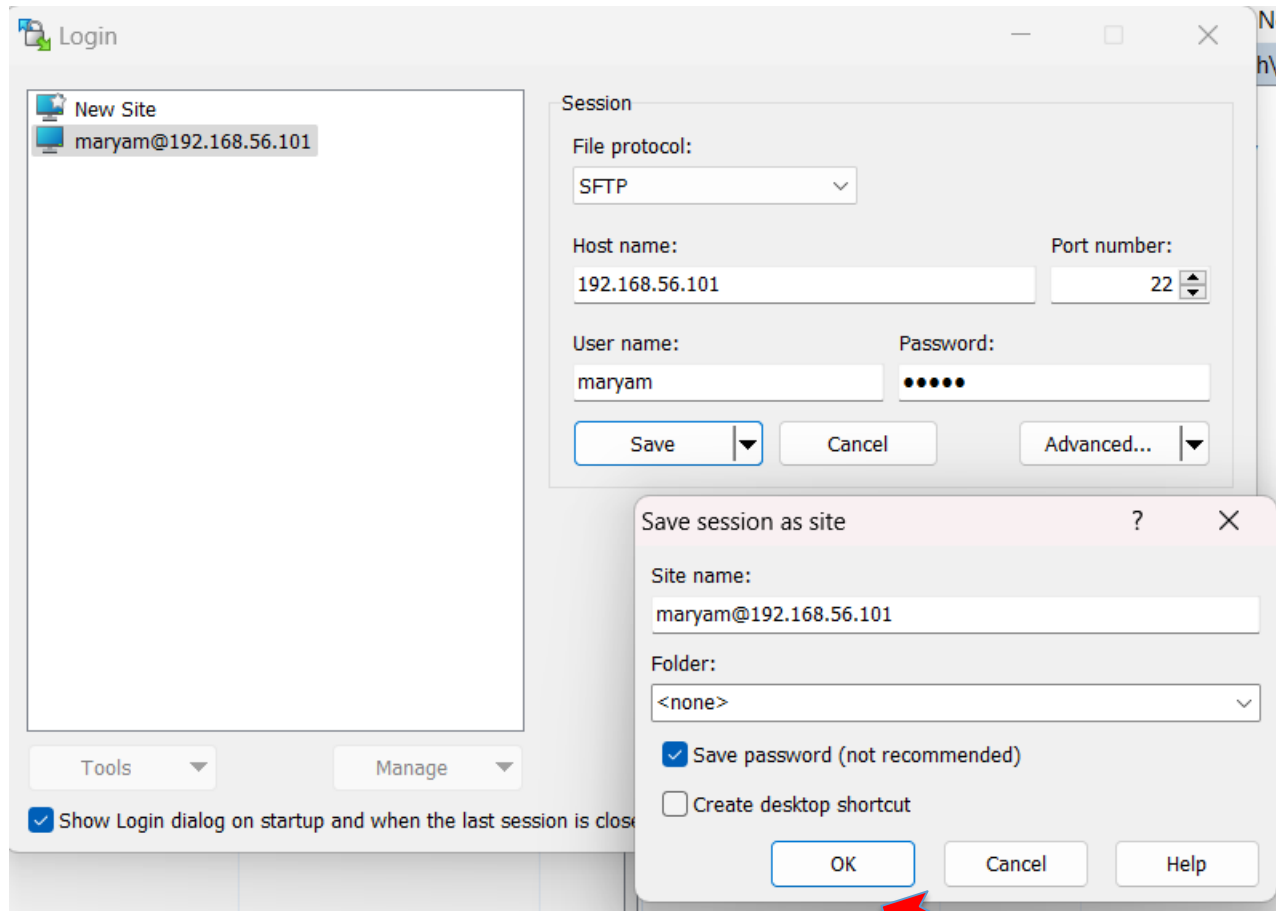 Login
New Site
maryam@192.168.56.101
Session
File protocol:
SFTP
Host name: Port number:
192.168.56.101 22
User name: Password:
maryam •••••
Save Cancel Advanced...
Tools Manage
Show Login dialog on startup and when the last session is close
Save session as site ?
Site name:
maryam@192.168.56.101
Folder:
<none>
Save password (not recommended)
Create desktop shortcut
OK Cancel Help